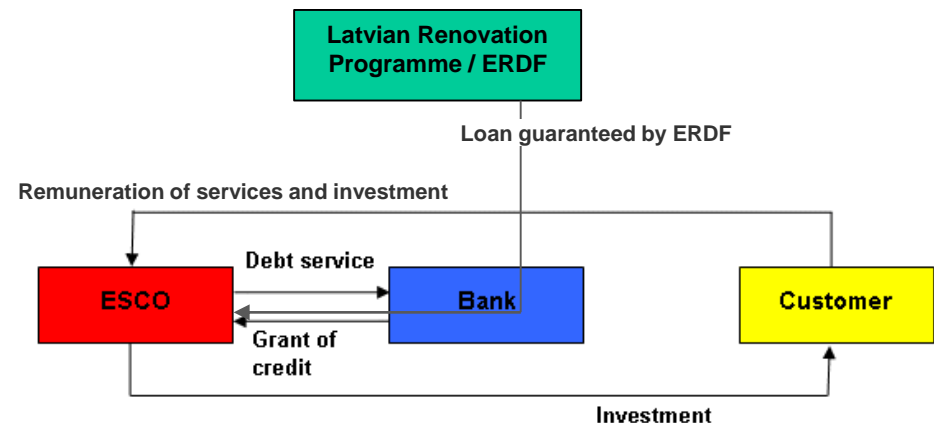 Latvian Renovation
Programme / ERDF
Loan guaranteed by ERDF
Remuneration of services and investment
Debt service
ESCO
Bank
Customer
Grant of
credit
Investment